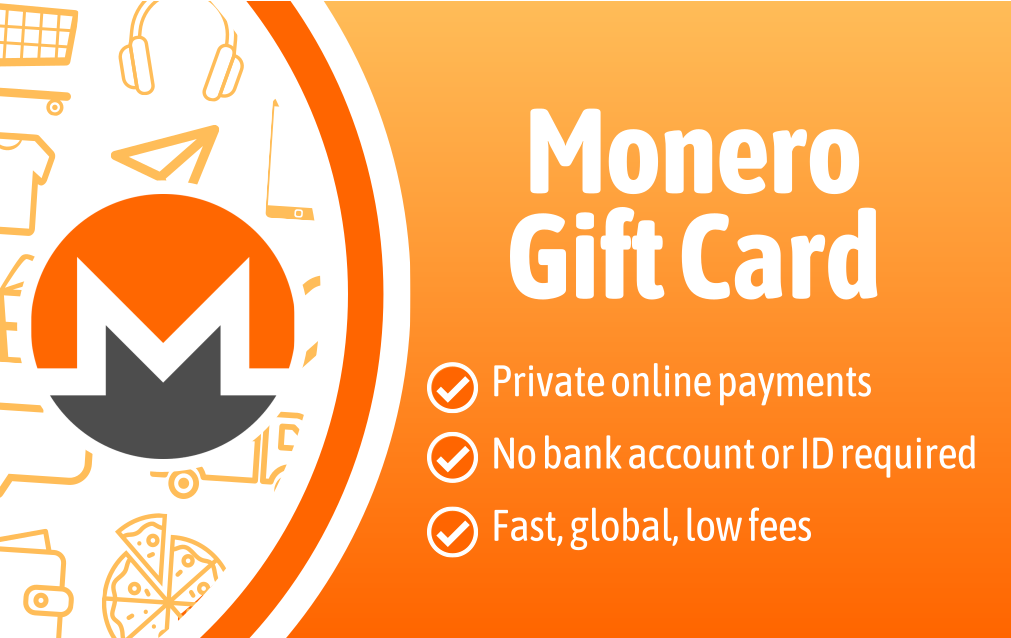 Monero
Gift Card
Private online payments
No bank account or ID required
Fast, global, low fees